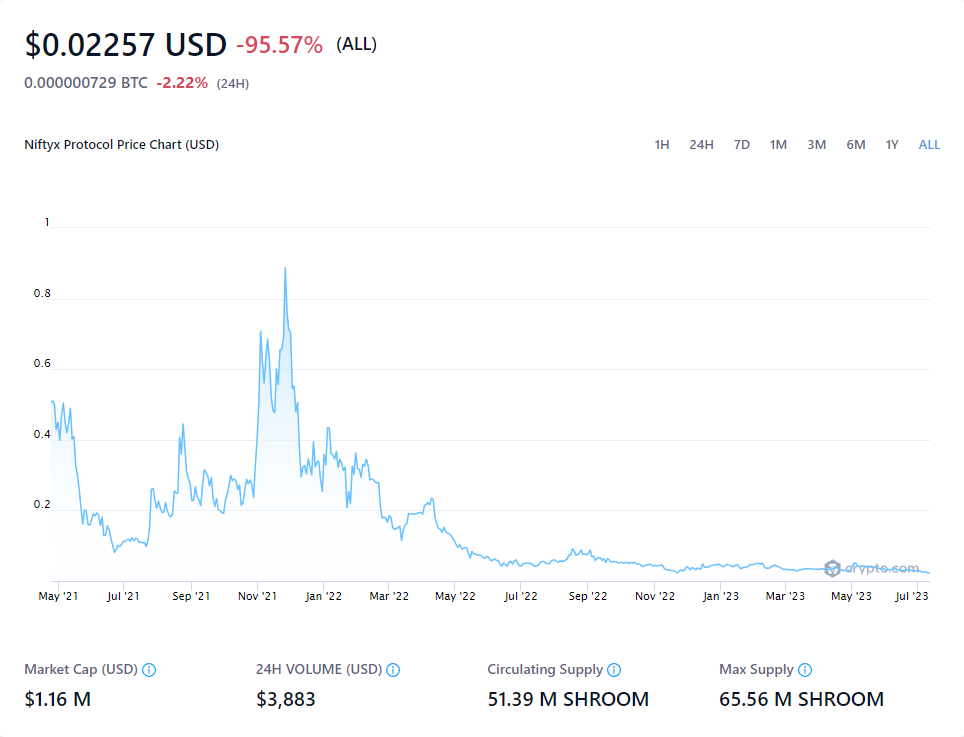 $0.02257 USD -95.57% (ALL)
0.000000729 BTC -2.22% (24H)
Niftyx Protocol Price Chart (USD) 1H 24H 7D 1M 3M 6M 1Y ALL
1
0.8
0.6
0.4
0.2
crypto.com
May '21 Jul '21 Sep '21 Nov '21 Jan '22 Mar '22 May '22 Jul '22 Sep '22 Nov '22 Jan '23 Mar '23 May '23 Jul '23
Market Cap (USD) 24H VOLUME (USD) Circulating Supply Max Supply
$1.16 M $3,883 51.39 M SHROOM 65.56 M SHROOM